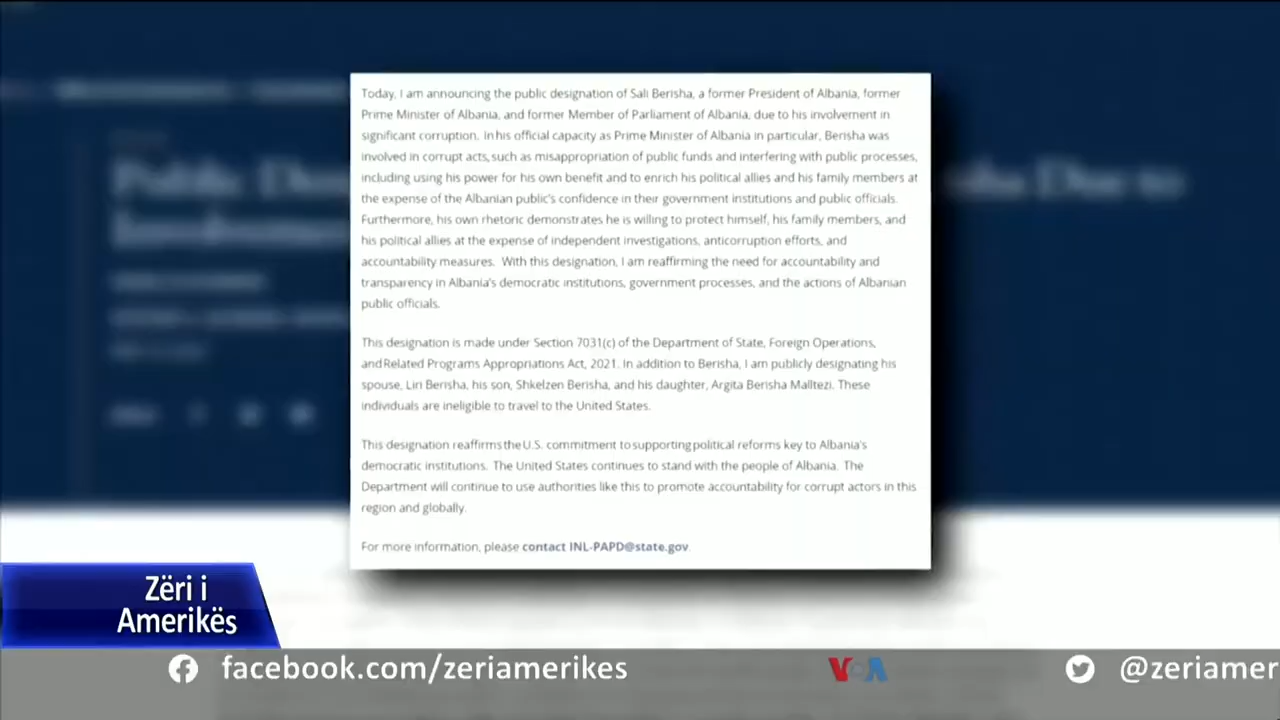 Today, I am announcing the public designation of Sali Berisha, a former President of Albania, former
Prime Minister of Albania, and former Member of Parliament of Albania, due to his involvement in
significant corruption. In his official capacity as Prime Minister of Albania in particular, Berisha was
involved in corrupt acts, such as misappropriation of public funds and interfering with public processes,
including using his power for his own benefit and to enrich his political allies and his family members at
the expense of the Albanian public's confidence in their government institutions and public officials.
Furthermore, his own rhetoric demonstrates he is willing to protect himself, his family members, and
his political allies at the expense of independent investigations, anticorruption efforts, and
accountability measures. With this designation, I am reaffirming the need for accountability and
transparency in Albania's democratic institutions, government processes, and the actions of Albanian
public officials.
This designation is made under Section 7031(c) of the Department of State, Foreign Operations,
and Related Programs Appropriations Act, 2021. In addition to Berisha, I am publicly designating his
spouse, Liri Berisha, his son, Shkelzen Berisha, and his daughter, Argita Berisha Malltezi. These
individuals are ineligible to travel to the United States.
This designation reaffirms the U.S. commitment to supporting political reforms key to Albania's
democratic institutions. The United States continues to stand with the people of Albania. The
Department will continue to use authorities like this to promote accountability for corrupt actors in this
region and globally.
For more information, please contact INL-PAPD@state.gov.
Public
Due to
Zëri i
Amerikës
facebook.com/zeriamerikes
VOA
@zeriamer